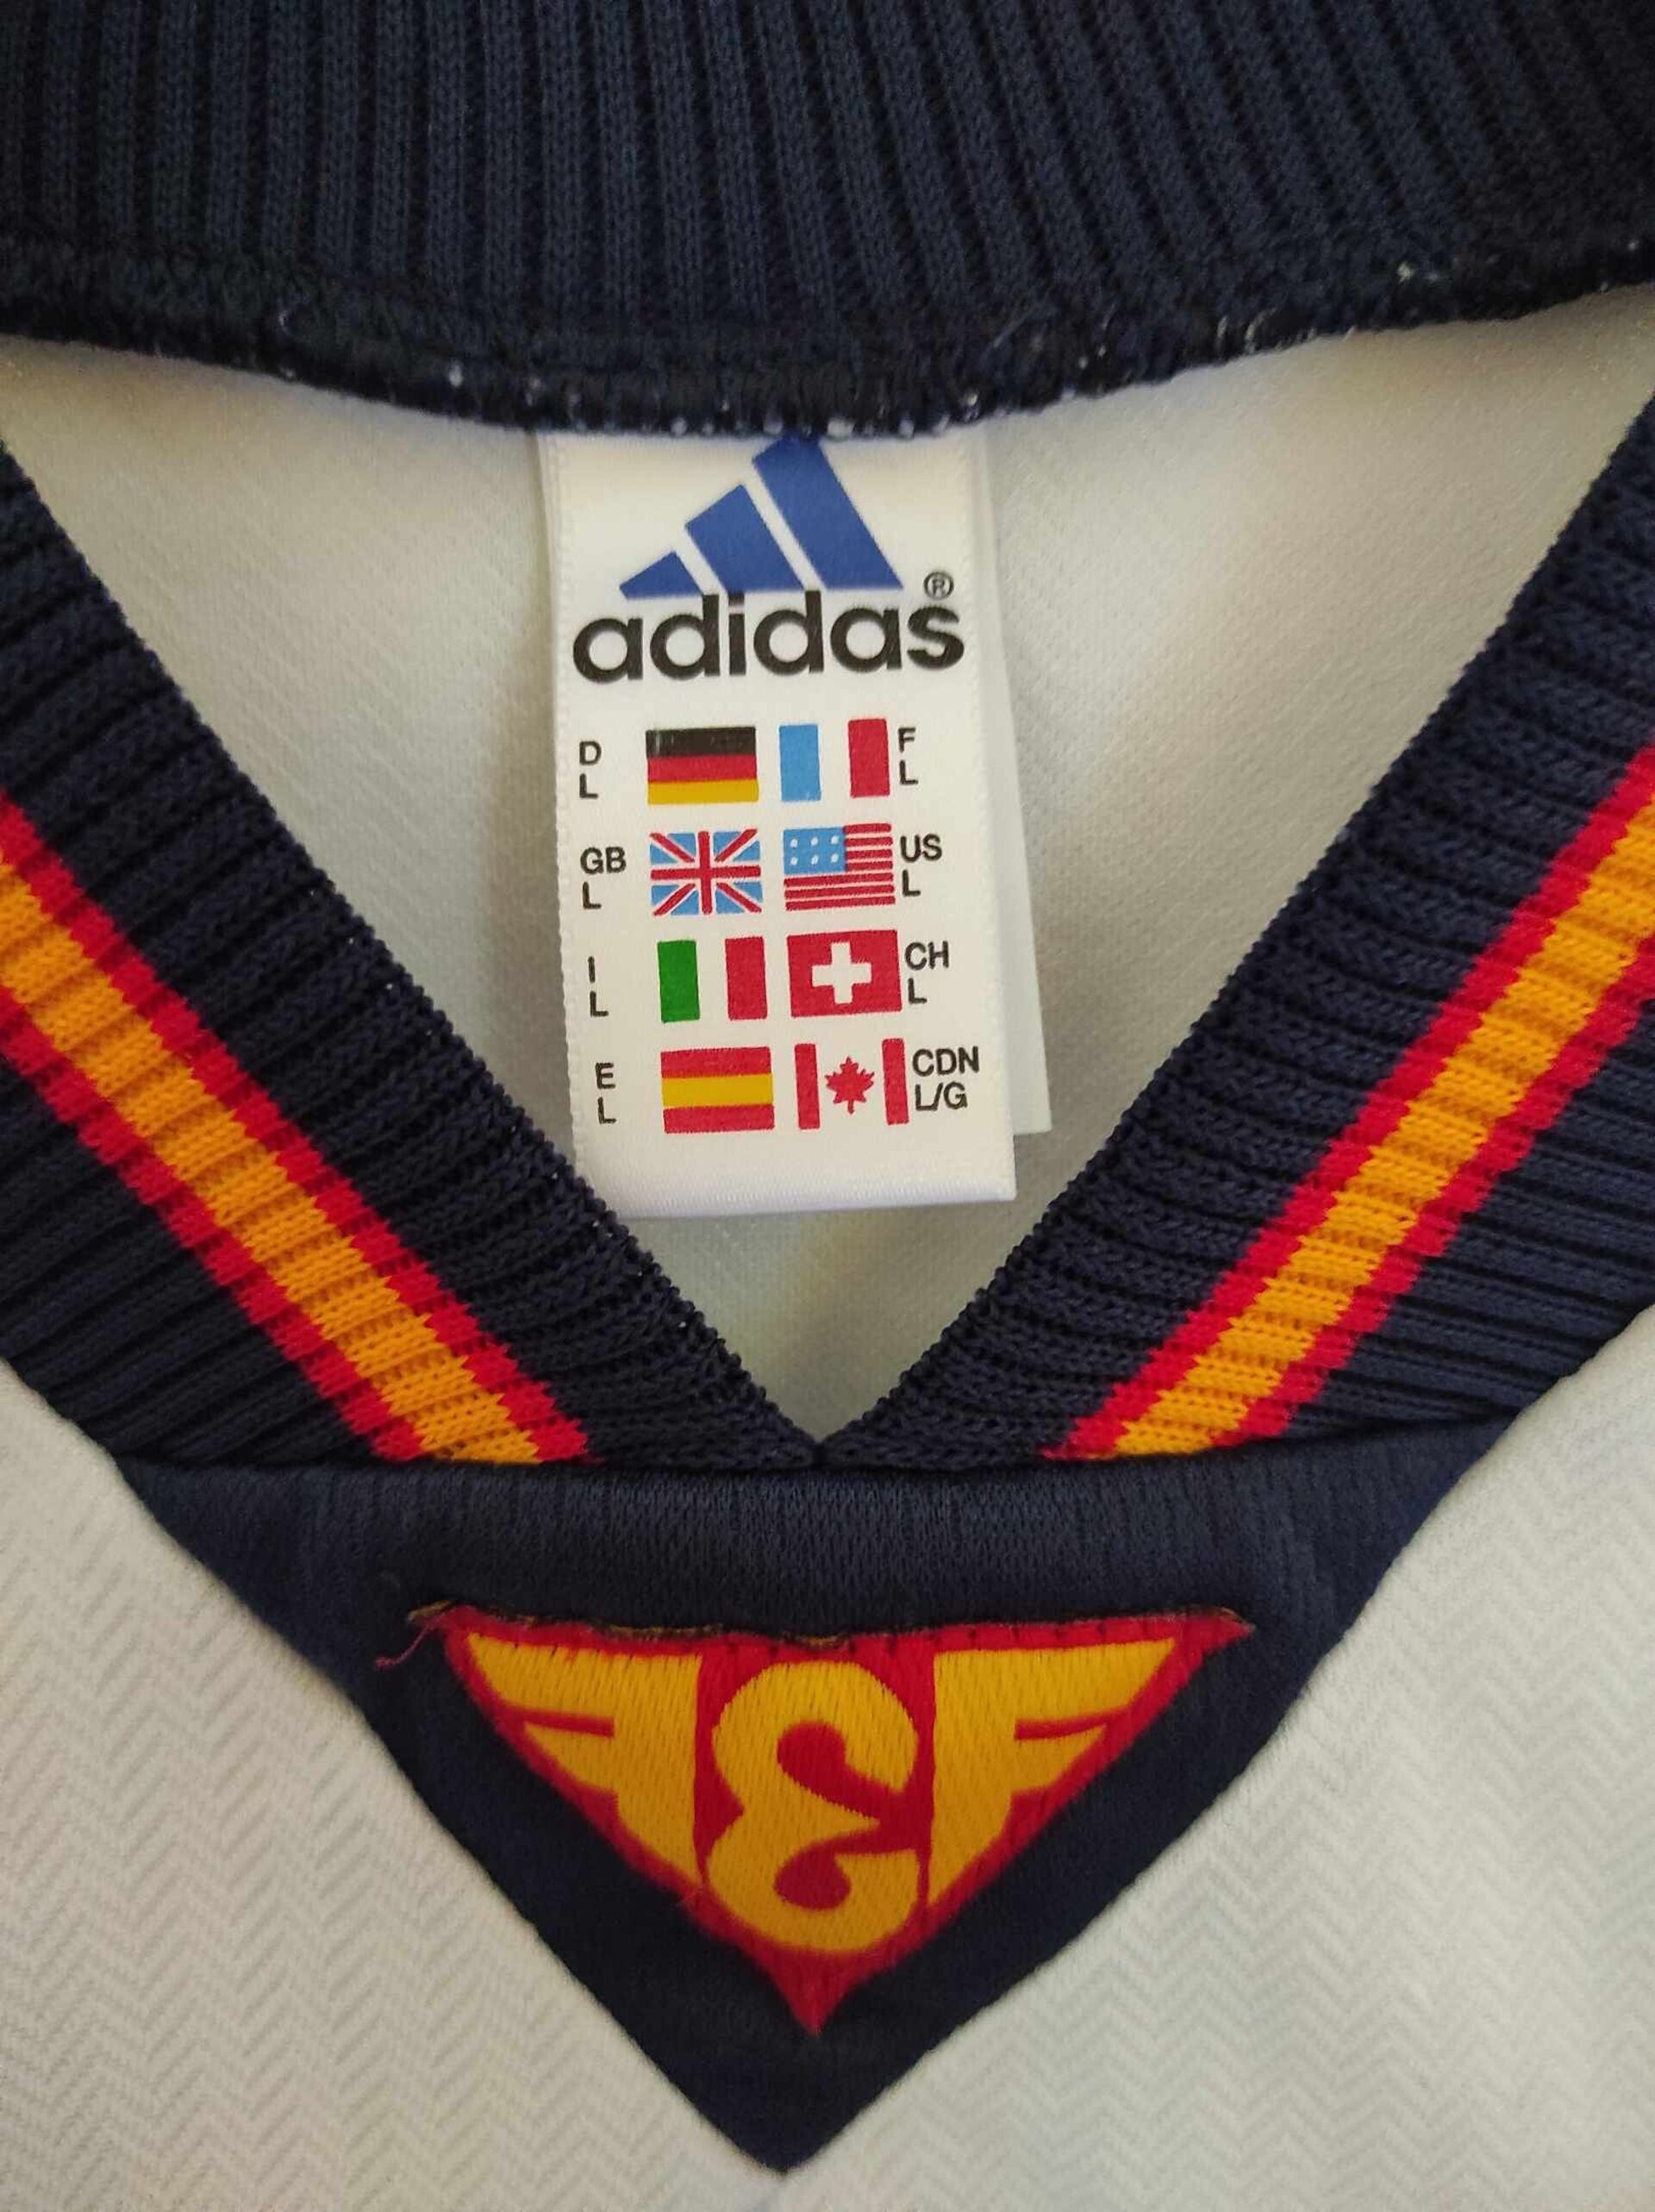 adidas®
D L F L
GB L US L
I L CH L
E L CDN L/G
E